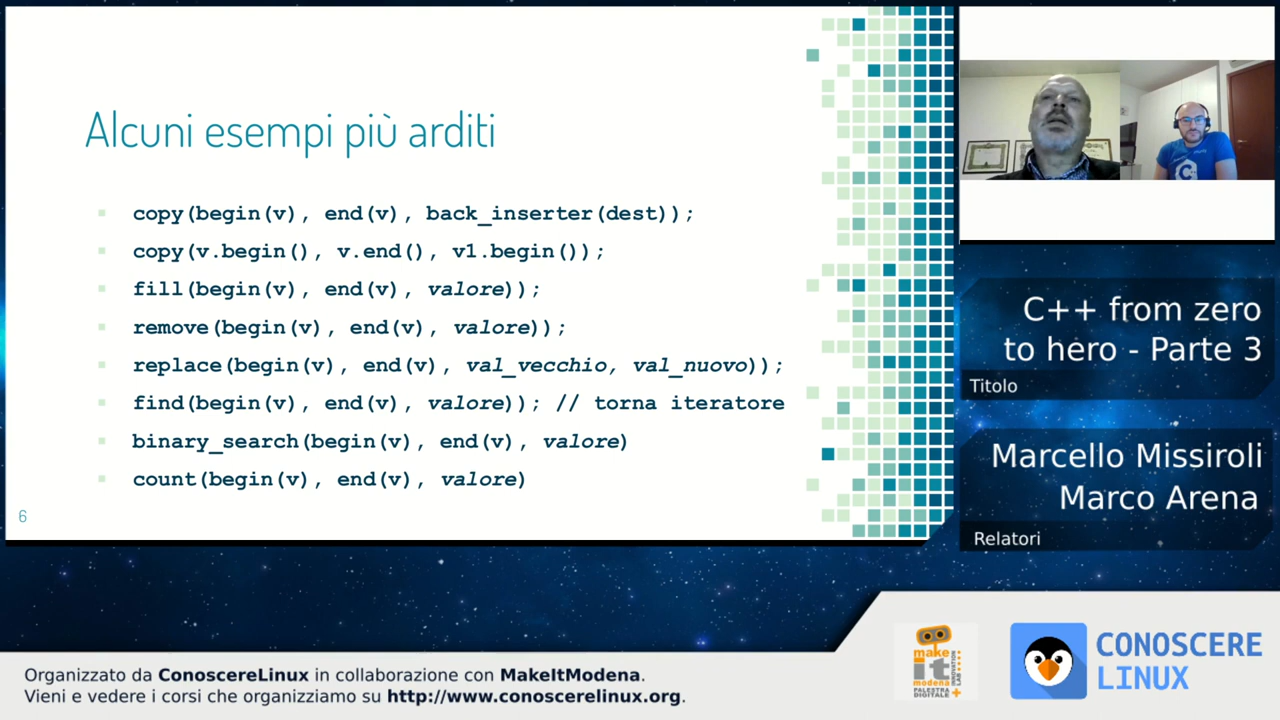 Alcuni esempi più arditi
copy(begin(v), end(v), back_inserter(dest));
copy(v.begin(), v.end(), v1.begin());
fill(begin(v), end(v), valore));
remove(begin(v), end(v), valore));
replace(begin(v), end(v), val_vecchio, val_nuovo));
find(begin(v), end(v), valore)); // torna iteratore
binary_search(begin(v), end(v), valore)
count(begin(v), end(v), valore)
6
C++ from zero
to hero - Parte 3
Titolo
Marcello Missiroli
Marco Arena
Relatori
make
it
modena
PALESTRA
DIGITALE
INNOVATION
LAB
CONOSCERE
LINUX
Organizzato da ConoscereLinux in collaborazione con MakeItModena.
Vieni e vedere i corsi che organizziamo su http://www.conoscerelinux.org.